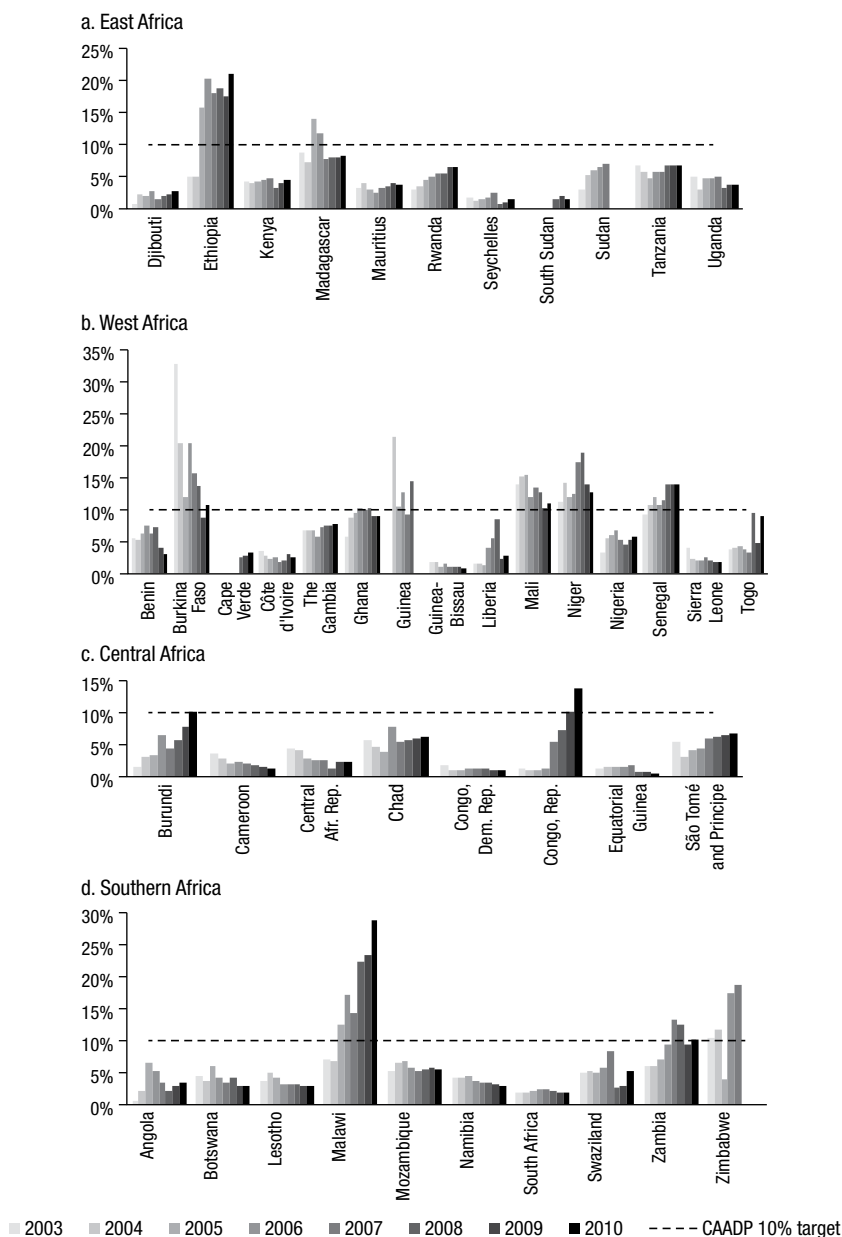 a. East Africa
25%
20%
15%
10%
5%
0%
Djibouti
Ethiopia
Kenya
Madagascar
Mauritius
Rwanda
Seychelles
South Sudan
Sudan
Tanzania
Uganda
b. West Africa
35%
30%
25%
20%
15%
10%
5%
0%
Benin
Burkina
Faso
Cape
Verde
Côte
d'Ivoire
The
Gambia
Ghana
Guinea
Guinea-
Bissau
Liberia
Mali
Niger
Nigeria
Senegal
Sierra
Leone
Togo
c. Central Africa
15%
10%
5%
0%
Burundi
Cameroon
Central
Afr. Rep.
Chad
Congo,
Dem. Rep.
Congo, Rep.
Equatorial
Guinea
São Tomé
and Principe
d. Southern Africa
30%
25%
20%
15%
10%
5%
0%
Angola
Botswana
Lesotho
Malawi
Mozambique
Namibia
South Africa
Swaziland
Zambia
Zimbabwe
2003 2004 2005 2006 2007 2008 2009 2010 CAADP 10% target